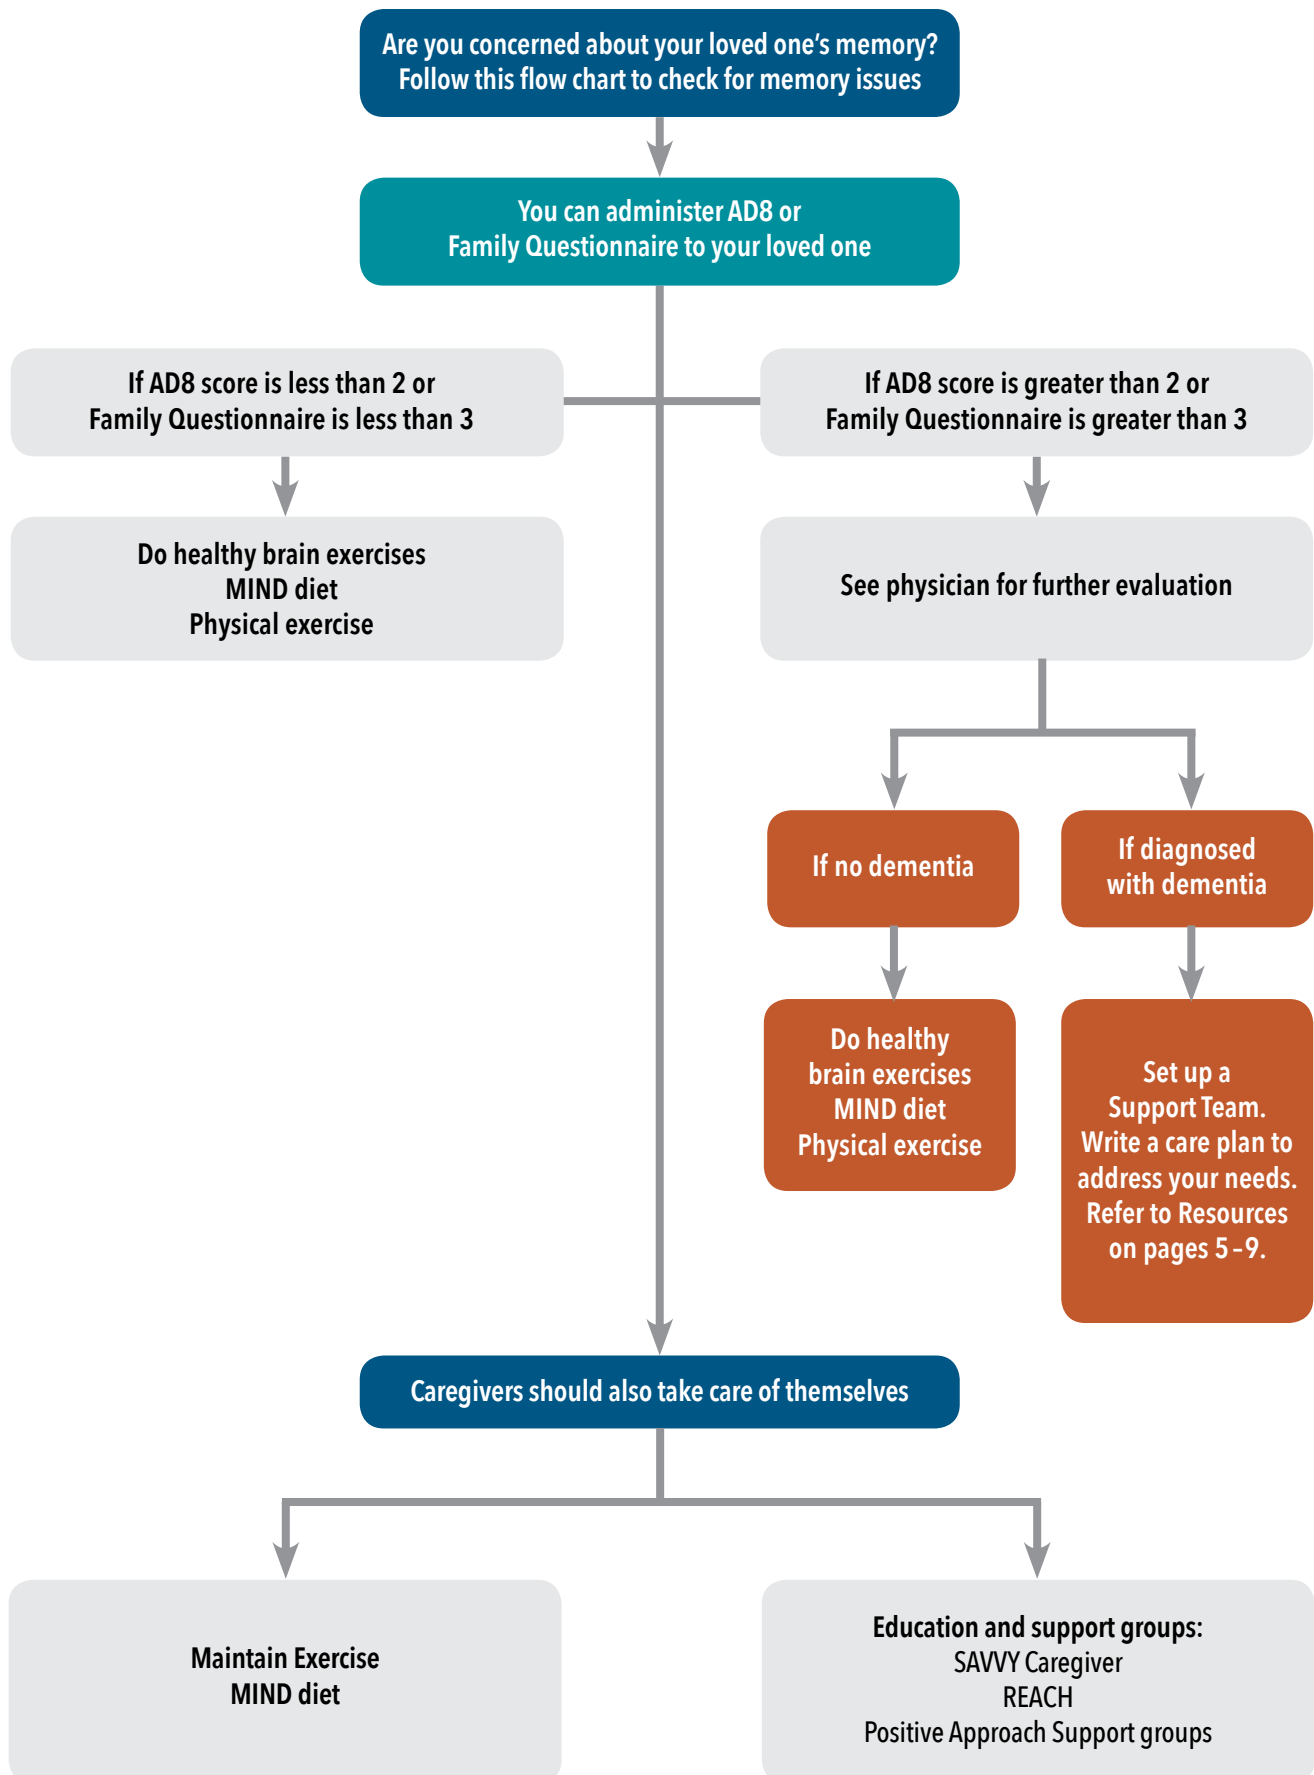 Are you concerned about your loved one's memory?
Follow this flow chart to check for memory issues
You can administer AD8 or
Family Questionnaire to your loved one
If AD8 score is less than 2 or
Family Questionnaire is less than 3
If AD8 score is greater than 2 or
Family Questionnaire is greater than 3
Do healthy brain exercises
MIND diet
Physical exercise
See physician for further evaluation
If no dementia
If diagnosed
with dementia
Do healthy
brain exercises
MIND diet
Physical exercise
Set up a
Support Team.
Write a care plan to
address your needs.
Refer to Resources
on pages 5–9.
Caregivers should also take care of themselves
Maintain Exercise
MIND diet
Education and support groups:
SAVVY Caregiver
REACH
Positive Approach Support groups